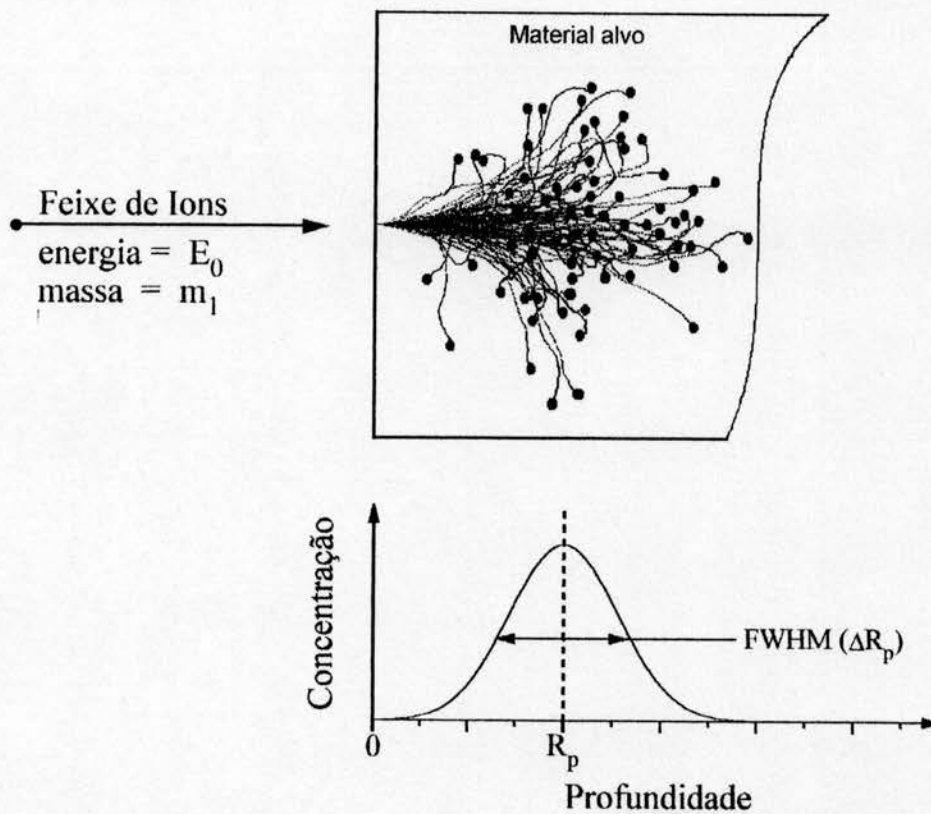 Material alvo
Feixe de Ions
energia = E₀
massa = m₁
Concentração
FWHM (ΔRₚ)
0
Rₚ
Profundidade